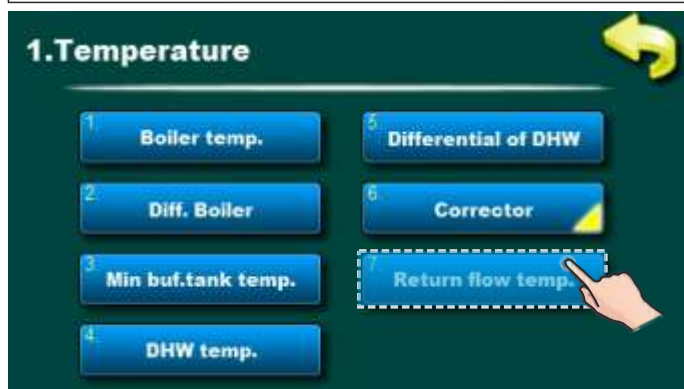 1.Temperature
1 Boiler temp.
2 Diff. Boiler
3 Min buf.tank temp.
4 DHW temp.
5 Differential of DHW
6 Corrector
7 Return flow temp.